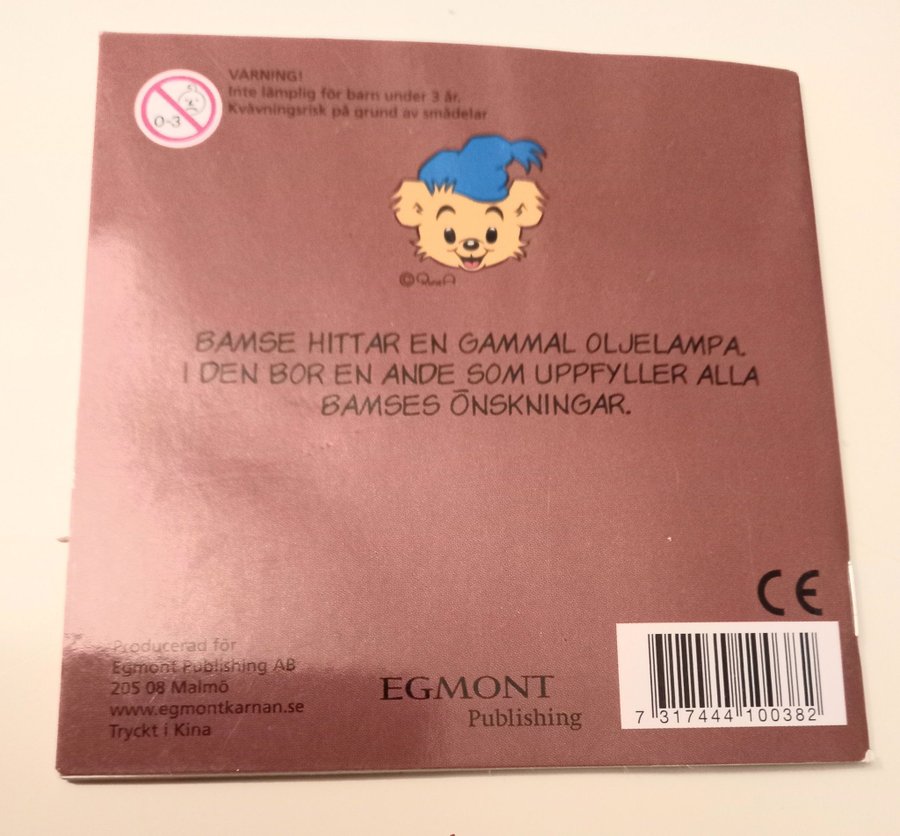 VARNING!
Inte lämplig för barn under 3 år.
Kvävningsrisk på grund av smådelar
0-3
©RuneA
BAMSE HITTAR EN GAMMAL OLJELAMPA.
I DEN BOR EN ANDE SOM UPPFYLLER ALLA
BAMSES ÖNSKNINGAR.
CE
Producerad för
Egmont Publishing AB
205 08 Malmö
www.egmontkarnan.se
Tryckt i Kina
EGMONT
Publishing
7 317444 100382